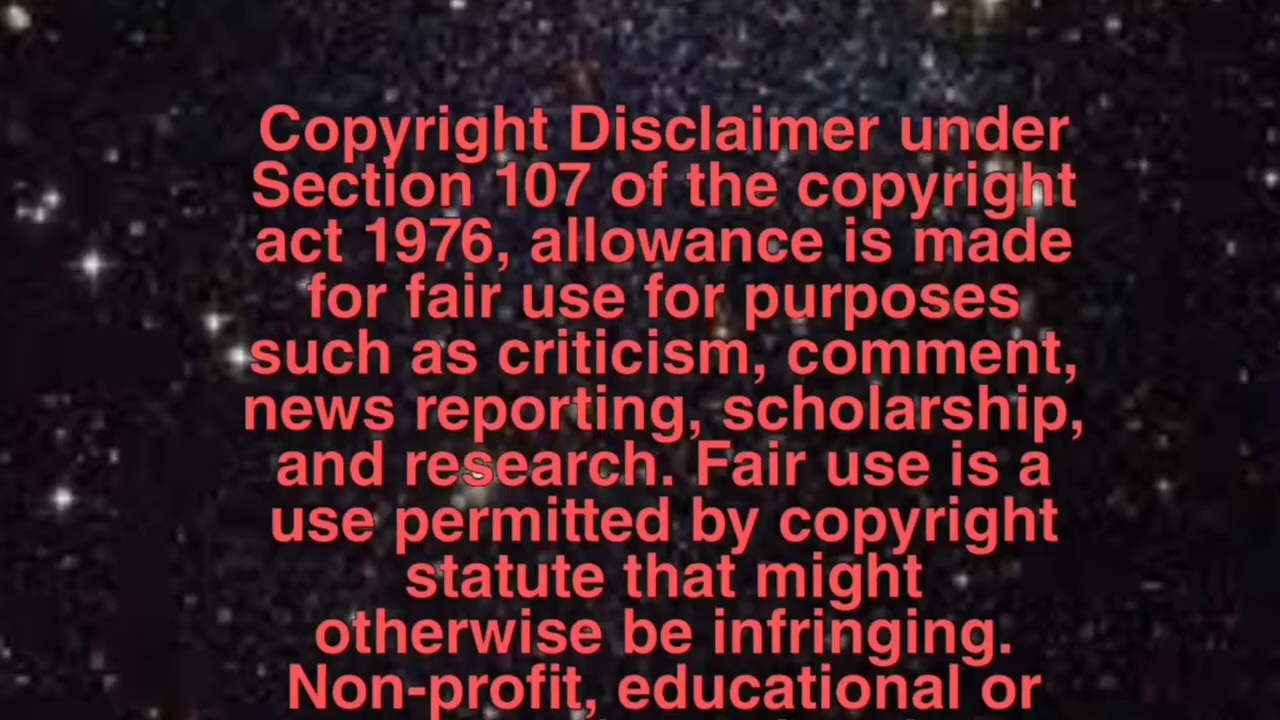 Copyright Disclaimer under
Section 107 of the copyright
act 1976, allowance is made
for fair use for purposes
such as criticism, comment,
news reporting, scholarship,
and research. Fair use is a
use permitted by copyright
statute that might
otherwise be infringing.
Non-profit, educational or